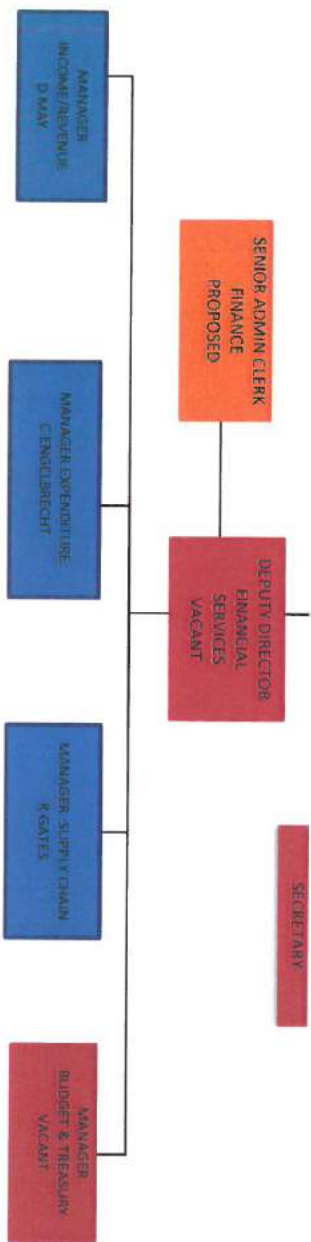 SECRETARY
DEPUTY DIRECTOR
FINANCIAL
SERVICES
VACANT
SENIOR ADMIN CLERK
FINANCE
PROPOSED
MANAGER
INCOME/REVENUE
D MAY
MANAGER EXPENDITURE
C ENGELBRECHT
MANAGER SUPPLY CHAIN
R GATES
MANAGER
BUDGET & TREASURY
VACANT